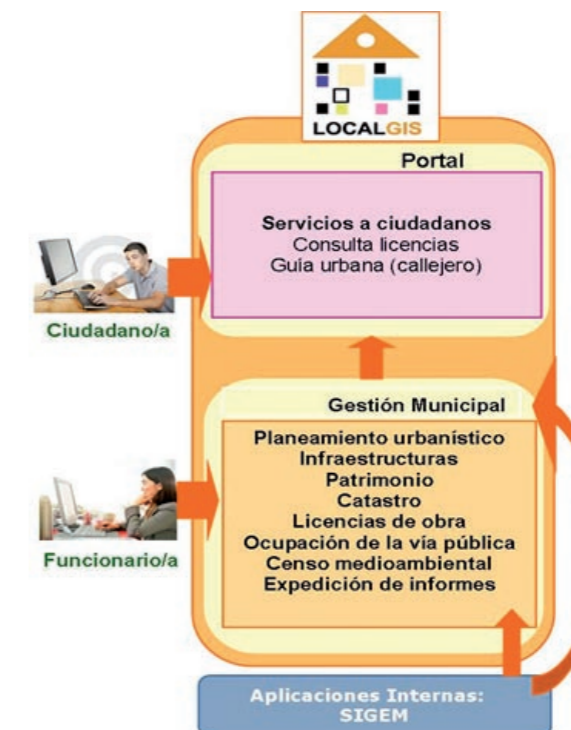 LOCALGIS
Portal
Servicios a ciudadanos
Consulta licencias
Guía urbana (callejero)
Ciudadano/a
Gestión Municipal
Planeamiento urbanístico
Infraestructuras
Patrimonio
Catastro
Licencias de obra
Ocupación de la vía pública
Censo medioambiental
Expedición de informes
Funcionario/a
Aplicaciones Internas:
SIGEM